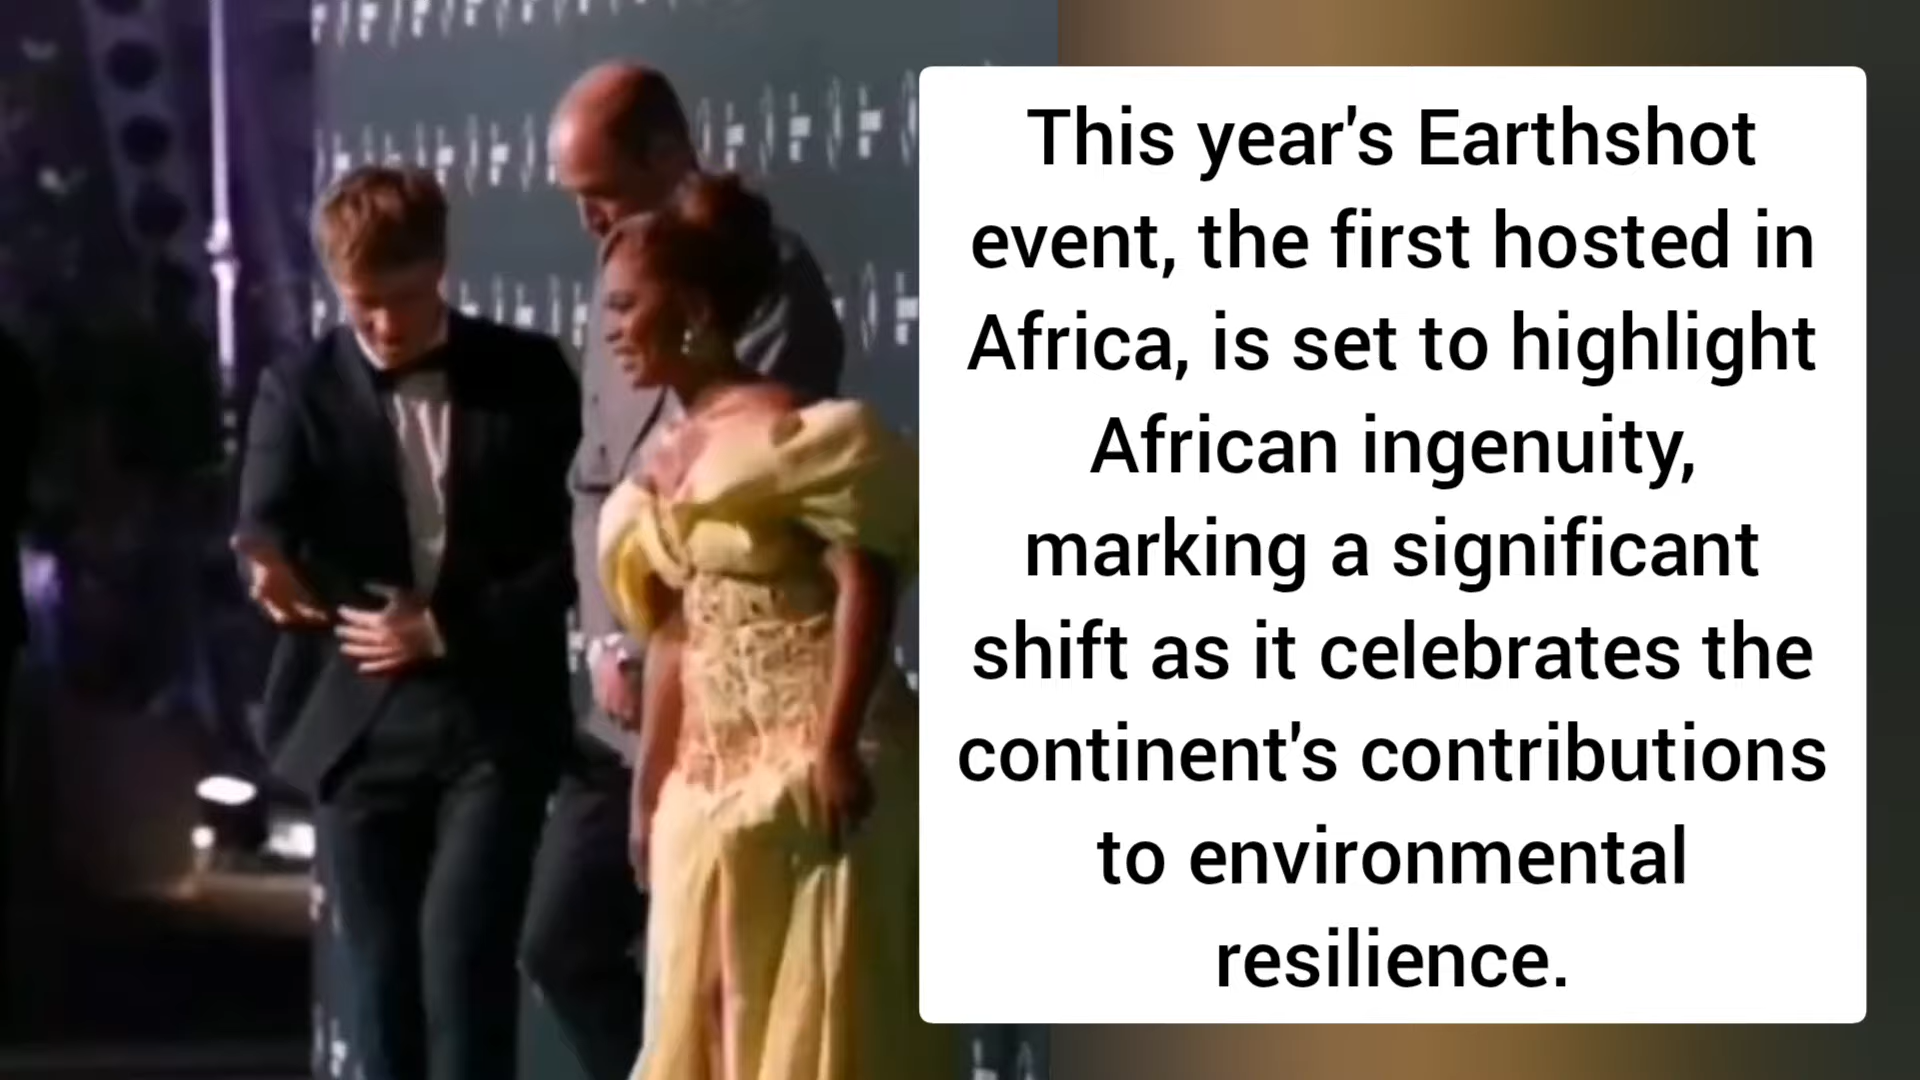 This year's Earthshot
event, the first hosted in
Africa, is set to highlight
African ingenuity,
marking a significant
shift as it celebrates the
continent's contributions
to environmental
resilience.